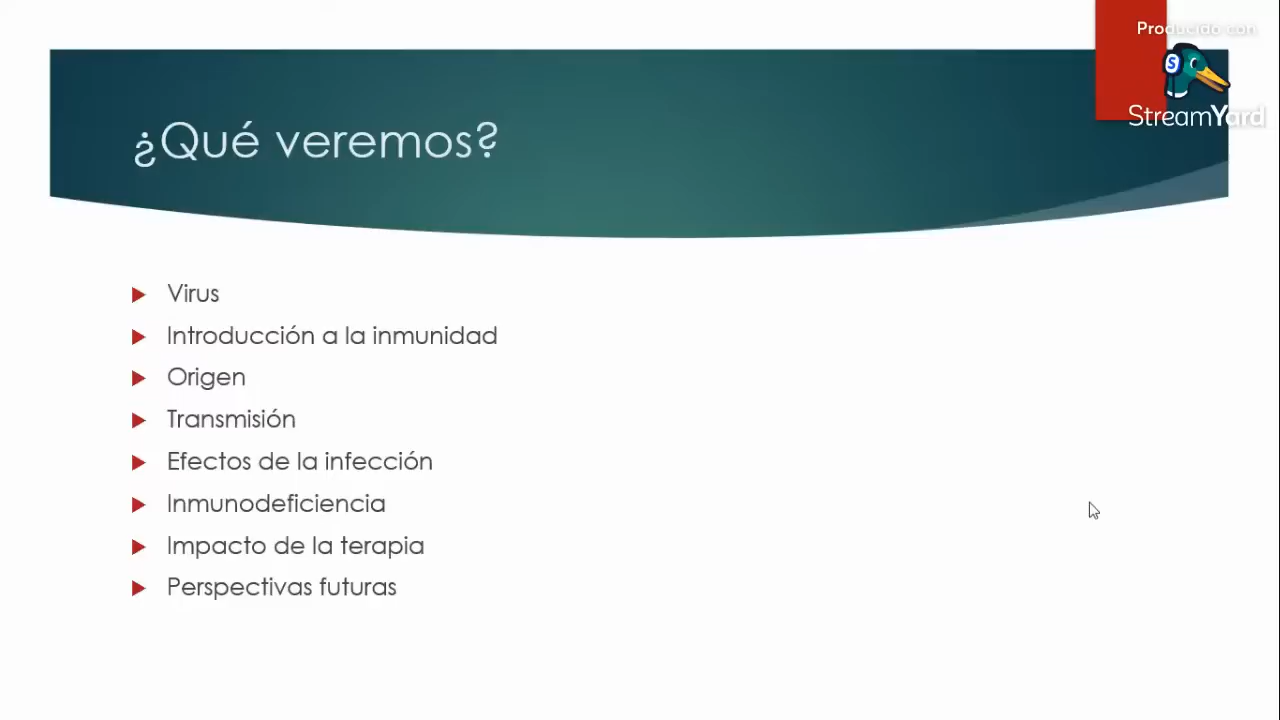 Producido con
StreamYard
¿Qué veremos?
Virus
Introducción a la inmunidad
Origen
Transmisión
Efectos de la infección
Inmunodeficiencia
Impacto de la terapia
Perspectivas futuras